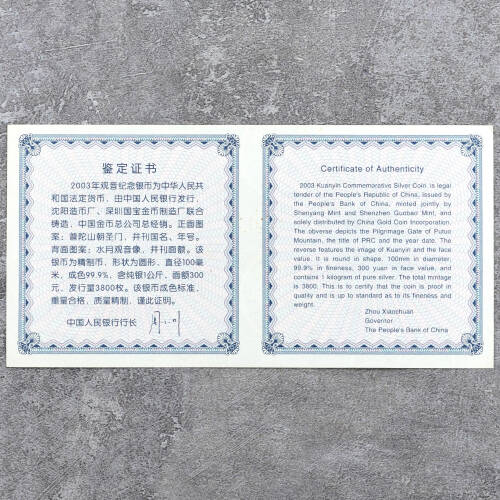 鉴定证书
2003年观音纪念银币为中华人民共
和国法定货币，由中国人民银行发行，
沈阳造币厂、深圳国宝金币制造厂联合
铸造，中国金币总公司总经销。正面图
案：普陀山朝圣门，并刊国名、年号。
背面图案：水月观音像，并刊面额。该
银币为精制币，形状为圆形，直径100毫
米，成色99.9%，含纯银1公斤，面额300
元，发行量3800枚。该银币成色标准，
重量合格，质量精制，谨此证明。
中国人民银行行长
Certificate of Authenticity
2003 Kuanyin Commemorative Silver Coin is legal
tender of the People's Republic of China, issued by
the People's Bank of China, minted jointly by
Shenyang Mint and Shenzhen Guobao Mint, and
solely distributed by China Gold Coin Incorporation.
The obverse depicts the Pilgrimage Gate of Putuo
Mountain, the title of PRC and the year date. The
reverse features the image of Kuanyin and the face
value. It is round in shape, 100mm in diameter,
99.9% in fineness, 300 yuan in face value, and
contains 1 kilogram of pure silver. The total mintage
is 3800. This is to certify that the coin is proof in
quality and is up to standard as to its fineness and
weight.
Zhou Xiaochuan
Governor
The People's Bank of China